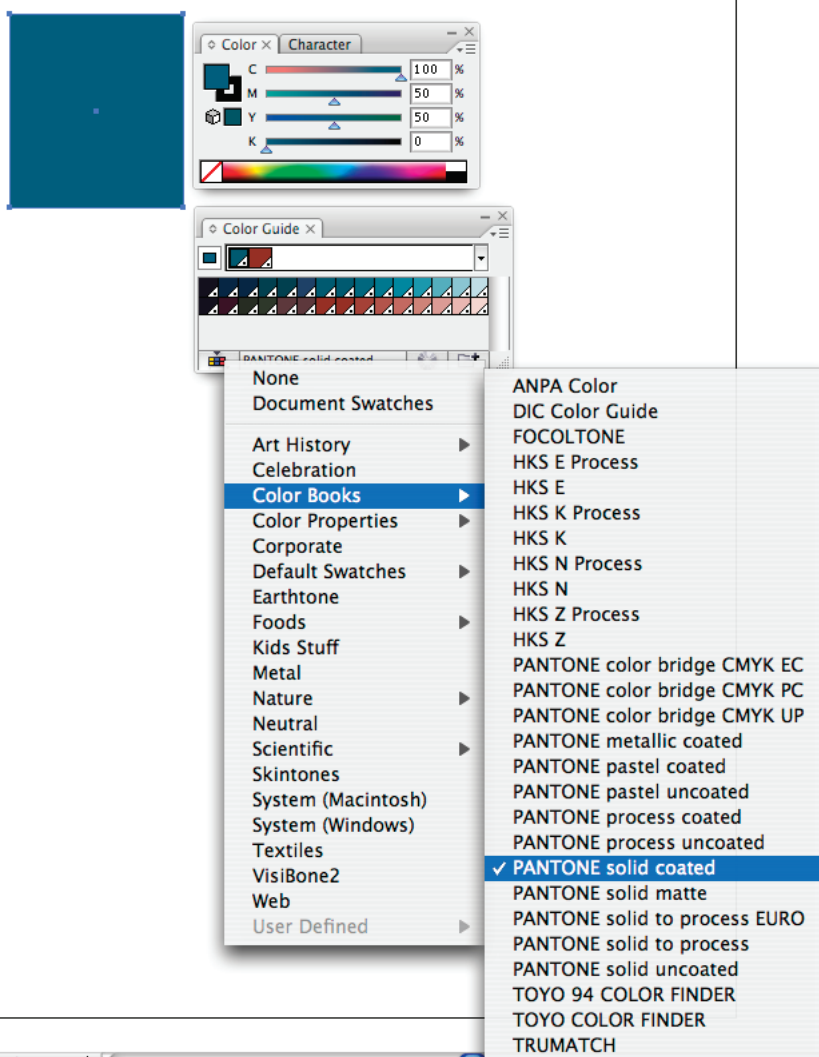 Color × Character
C 100 %
M 50 %
Y 50 %
K 0 %
Color Guide ×
PANTONE solid coated
None
Document Swatches
Art History
Celebration
Color Books
Color Properties
Corporate
Default Swatches
Earthtone
Foods
Kids Stuff
Metal
Nature
Neutral
Scientific
Skintones
System (Macintosh)
System (Windows)
Textiles
VisiBone2
Web
User Defined
ANPA Color
DIC Color Guide
FOCOLTONE
HKS E Process
HKS E
HKS K Process
HKS K
HKS N Process
HKS N
HKS Z Process
HKS Z
PANTONE color bridge CMYK EC
PANTONE color bridge CMYK PC
PANTONE color bridge CMYK UP
PANTONE metallic coated
PANTONE pastel coated
PANTONE pastel uncoated
PANTONE process coated
PANTONE process uncoated
✓ PANTONE solid coated
PANTONE solid matte
PANTONE solid to process EURO
PANTONE solid to process
PANTONE solid uncoated
TOYO 94 COLOR FINDER
TOYO COLOR FINDER
TRUMATCH